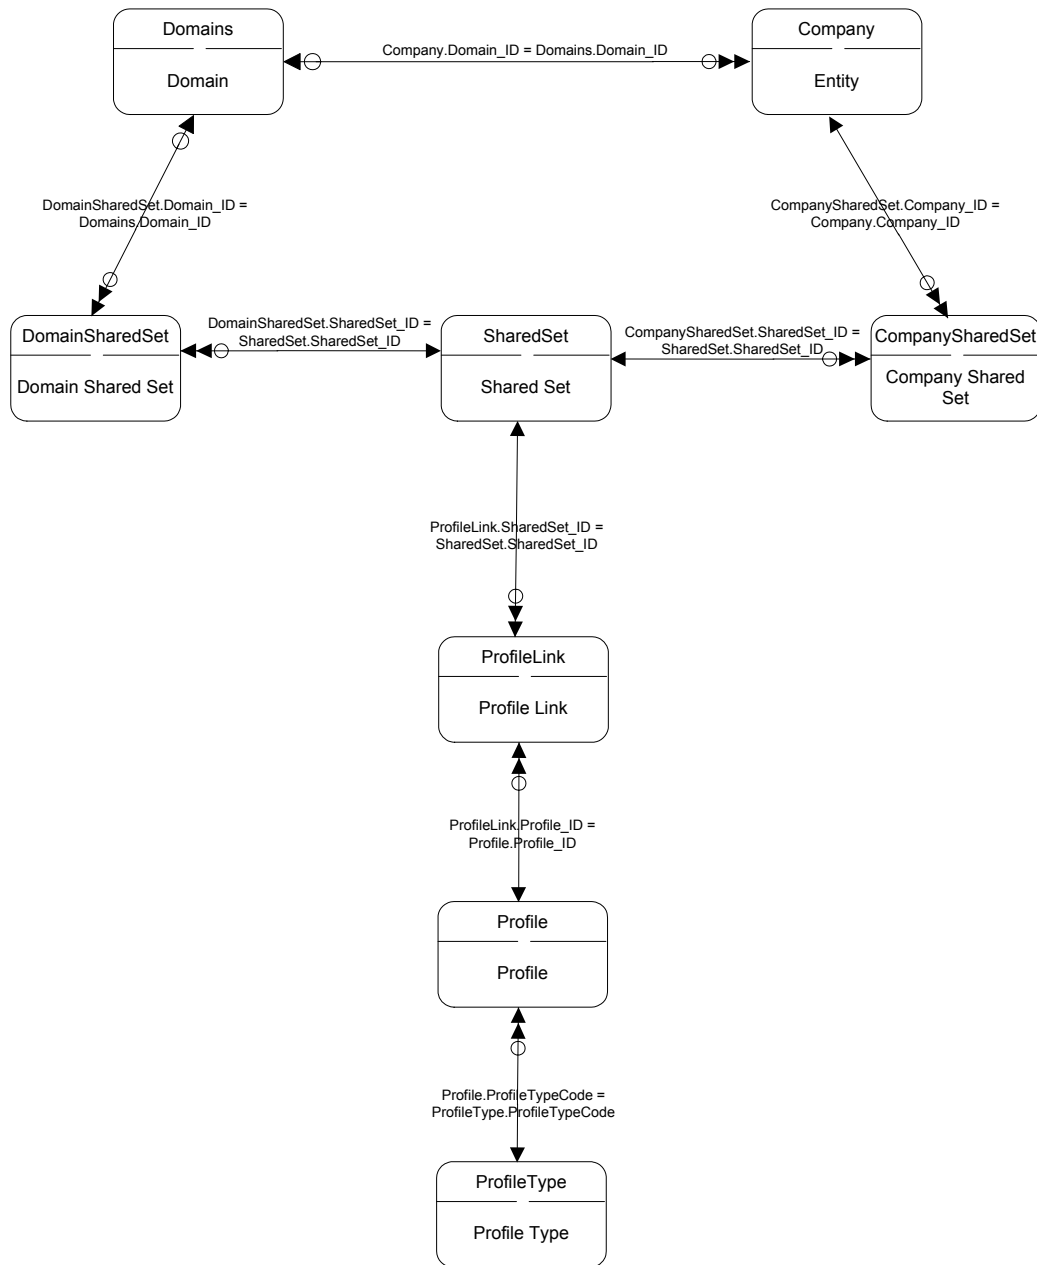 Domains
Domain
Company.Domain_ID = Domains.Domain_ID
Company
Entity
DomainSharedSet.Domain_ID =
Domains.Domain_ID
CompanySharedSet.Company_ID =
Company.Company_ID
DomainSharedSet
Domain Shared Set
DomainSharedSet.SharedSet_ID =
SharedSet.SharedSet_ID
SharedSet
Shared Set
CompanySharedSet.SharedSet_ID =
SharedSet.SharedSet_ID
CompanySharedSet
Company Shared
Set
ProfileLink.SharedSet_ID =
SharedSet.SharedSet_ID
ProfileLink
Profile Link
ProfileLink.Profile_ID =
Profile.Profile_ID
Profile
Profile
Profile.ProfileTypeCode =
ProfileType.ProfileTypeCode
ProfileType
Profile Type